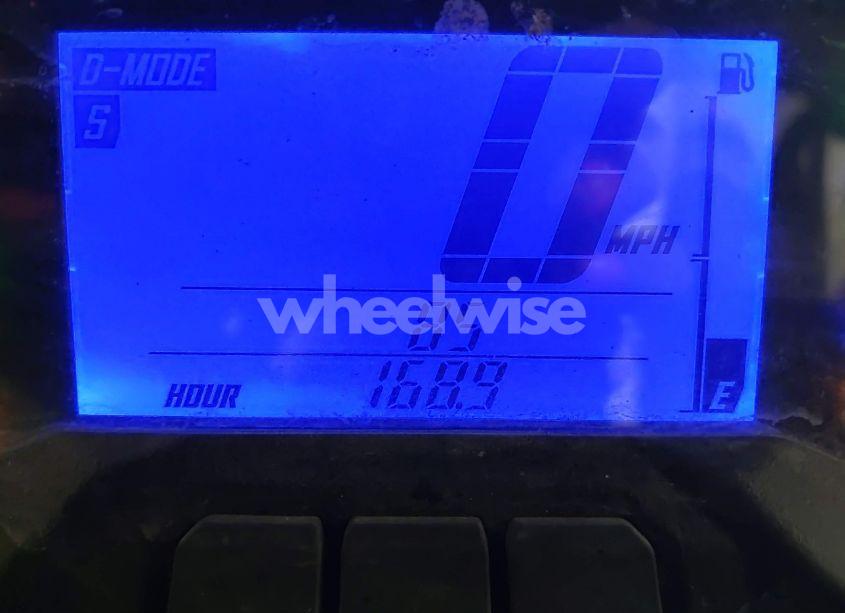 D-MODE
S
0
MPH
wheelwise
HOUR 168.9
E